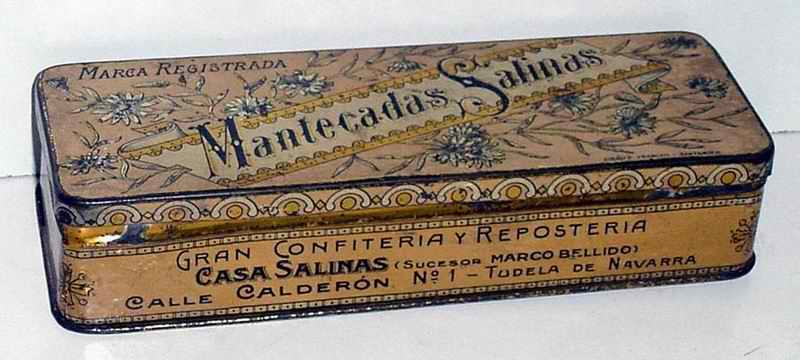 MARCA REGISTRADA
Mantecadas Salinas
GRAN CONFITERIA Y REPOSTERIA
CASA SALINAS (SUCESOR MARCO BELLIDO)
CALLE CALDERÓN Nº 1 - TUDELA DE NAVARRA